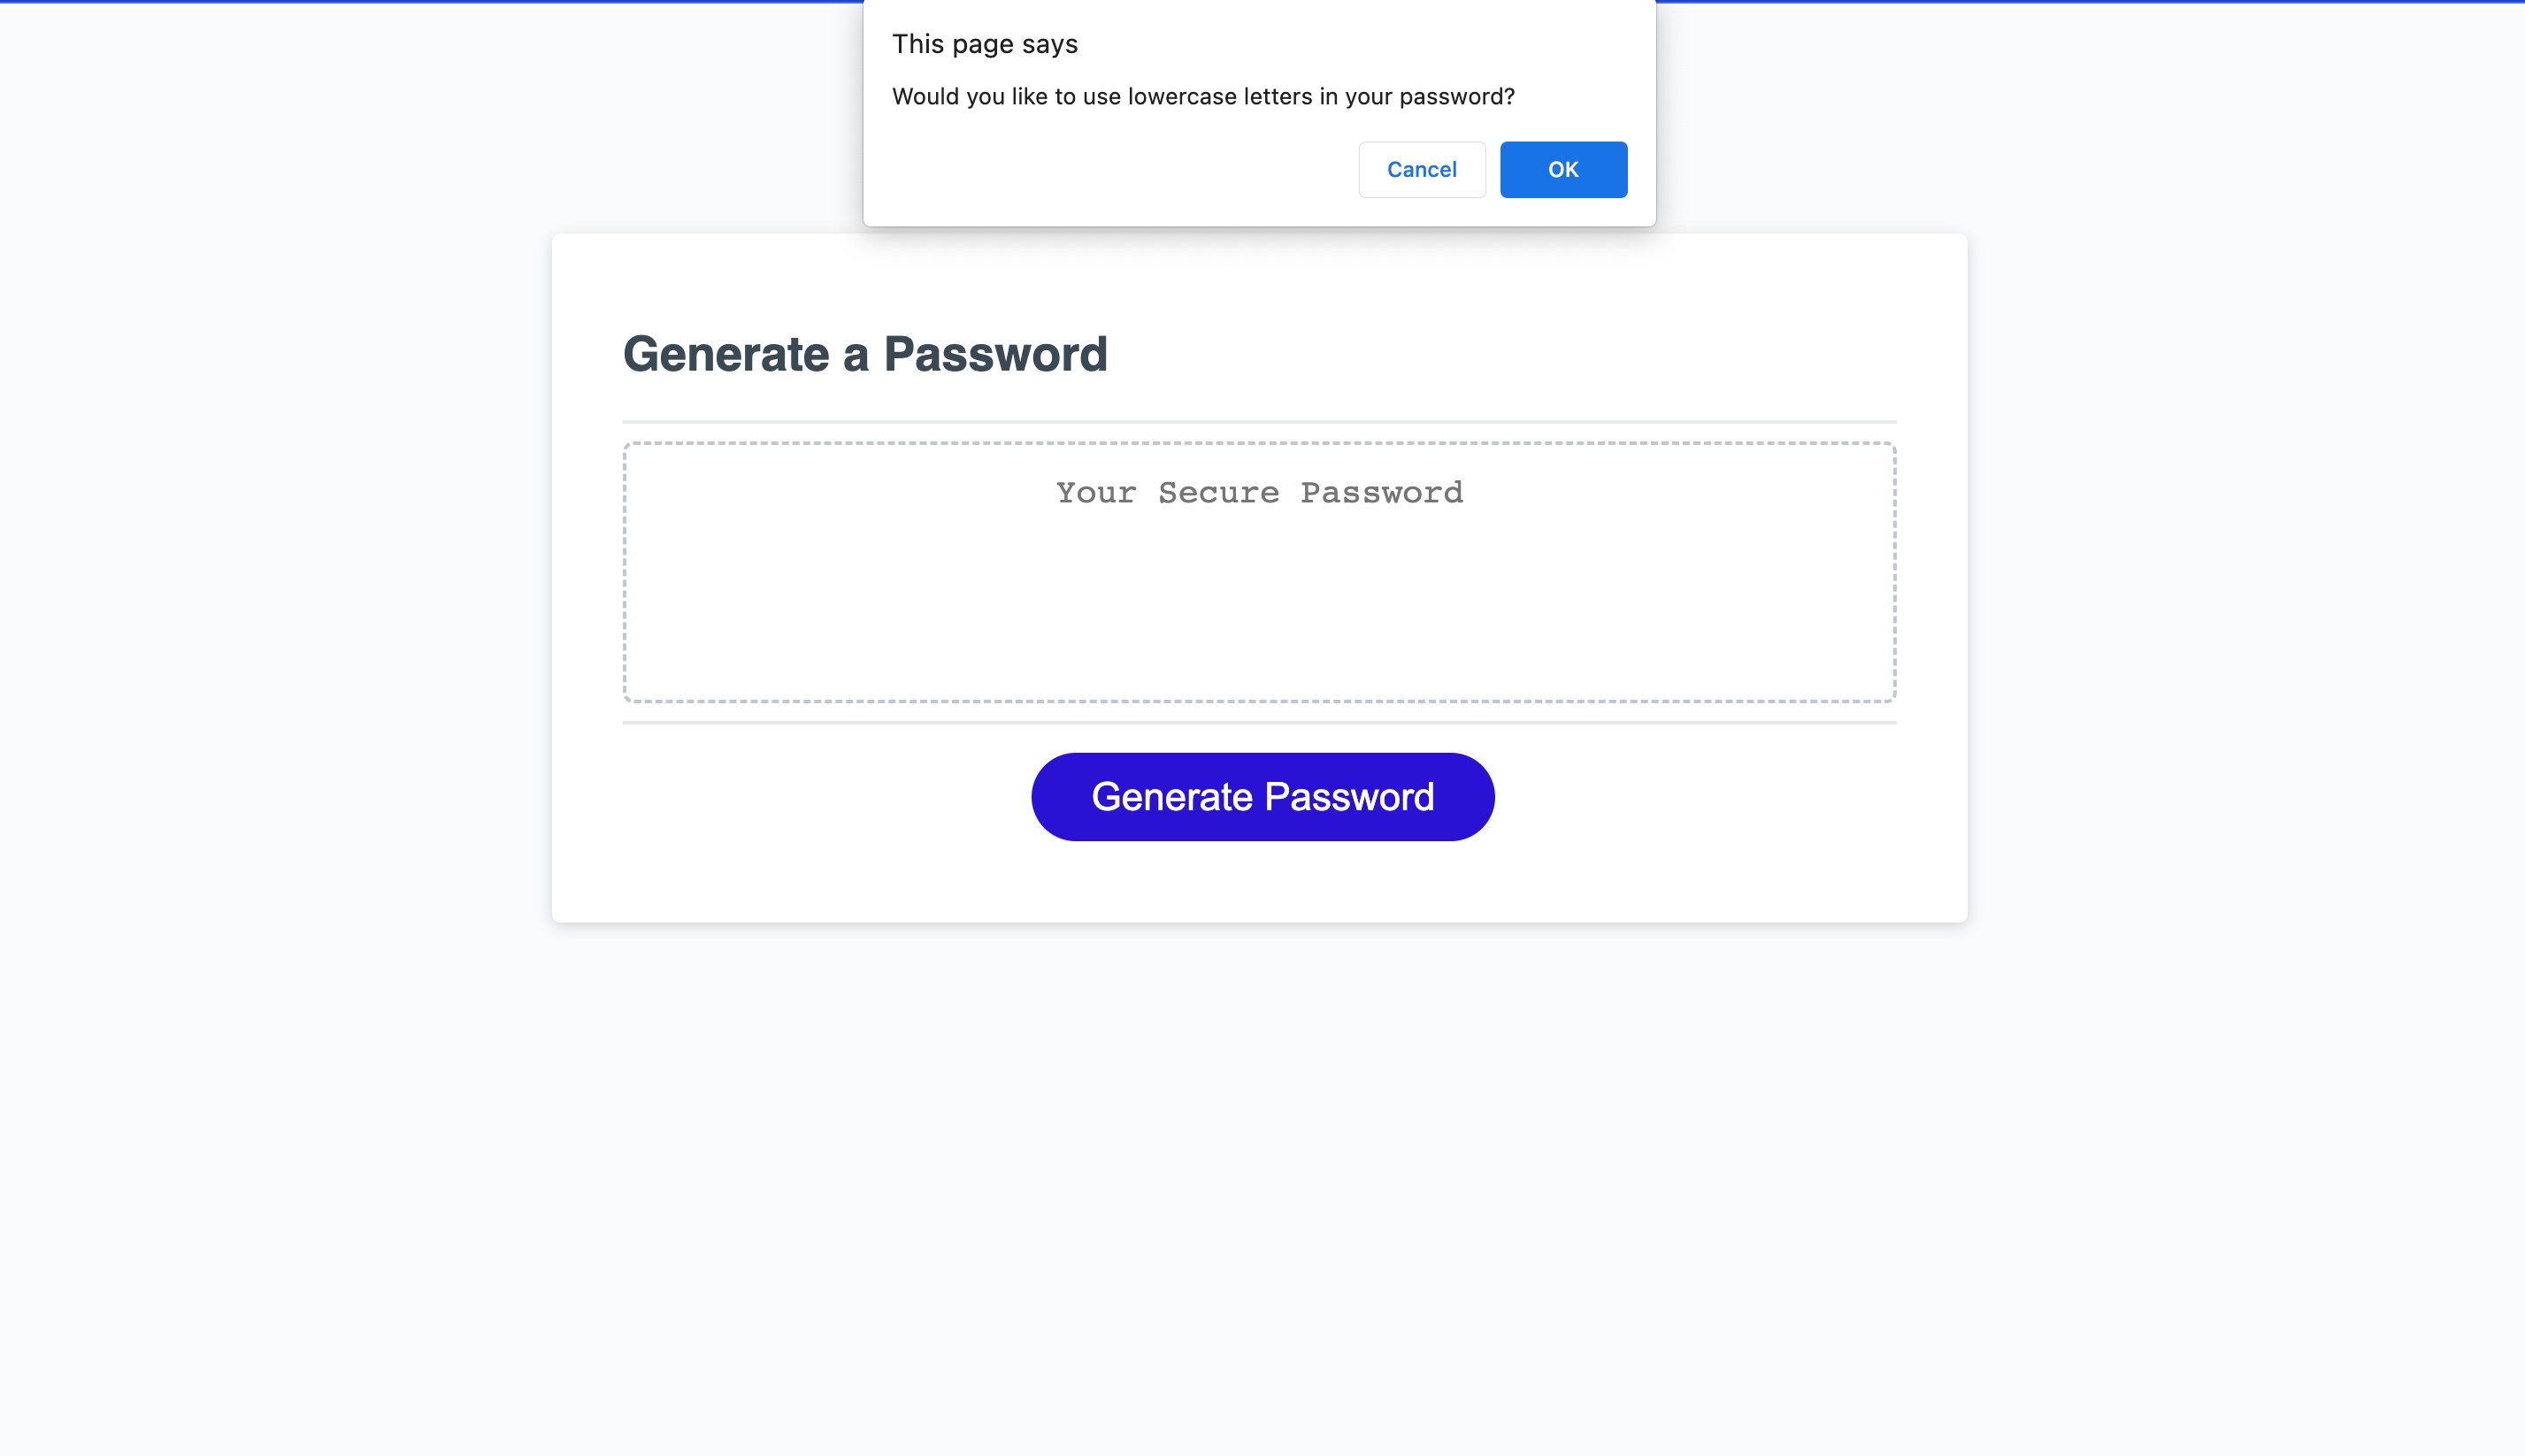 This page says
Would you like to use lowercase letters in your password?
Cancel OK
Generate a Password
Your Secure Password
Generate Password